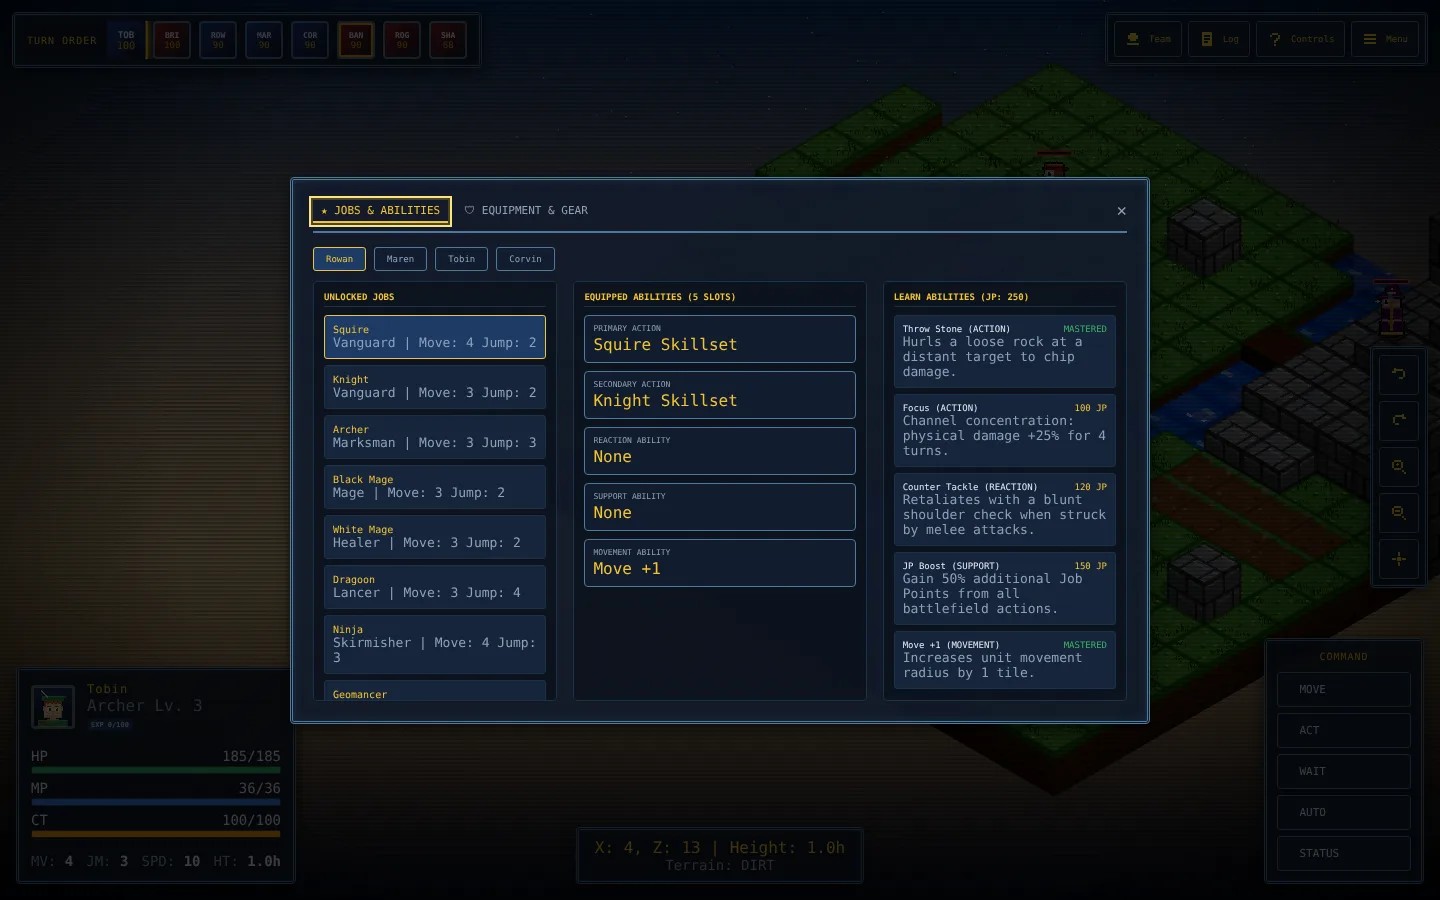 TURN ORDER
TOB
100
BRI
100
ROW
90
MAR
90
COR
90
BAN
90
ROG
80
SHA
68
Team
Log
Controls
Menu
★ JOBS & ABILITIES
EQUIPMENT & GEAR
×
Rowan
Maren
Tobin
Corvin
UNLOCKED JOBS
Squire
Vanguard | Move: 4 Jump: 2
Knight
Vanguard | Move: 3 Jump: 2
Archer
Marksman | Move: 3 Jump: 3
Black Mage
Mage | Move: 3 Jump: 2
White Mage
Healer | Move: 3 Jump: 2
Dragoon
Lancer | Move: 3 Jump: 4
Ninja
Skirmisher | Move: 4 Jump:
3
Geomancer
EQUIPPED ABILITIES (5 SLOTS)
PRIMARY ACTION
Squire Skillset
SECONDARY ACTION
Knight Skillset
REACTION ABILITY
None
SUPPORT ABILITY
None
MOVEMENT ABILITY
Move +1
LEARN ABILITIES (JP: 250)
Throw Stone (ACTION) MASTERED
Hurls a loose rock at a
distant target to chip
damage.
Focus (ACTION) 100 JP
Channel concentration:
physical damage +25% for 4
turns.
Counter Tackle (REACTION) 120 JP
Retaliates with a blunt
shoulder check when struck
by melee attacks.
JP Boost (SUPPORT) 150 JP
Gain 50% additional Job
Points from all
battlefield actions.
Move +1 (MOVEMENT) MASTERED
Increases unit movement
radius by 1 tile.
Tobin
Archer Lv. 3
EXP 0/100
HP 185/185
MP 36/36
CT 100/100
MV: 4 JM: 3 SPD: 10 HT: 1.0h
X: 4, Z: 13 | Height: 1.0h
Terrain: DIRT
COMMAND
MOVE
ACT
WAIT
AUTO
STATUS